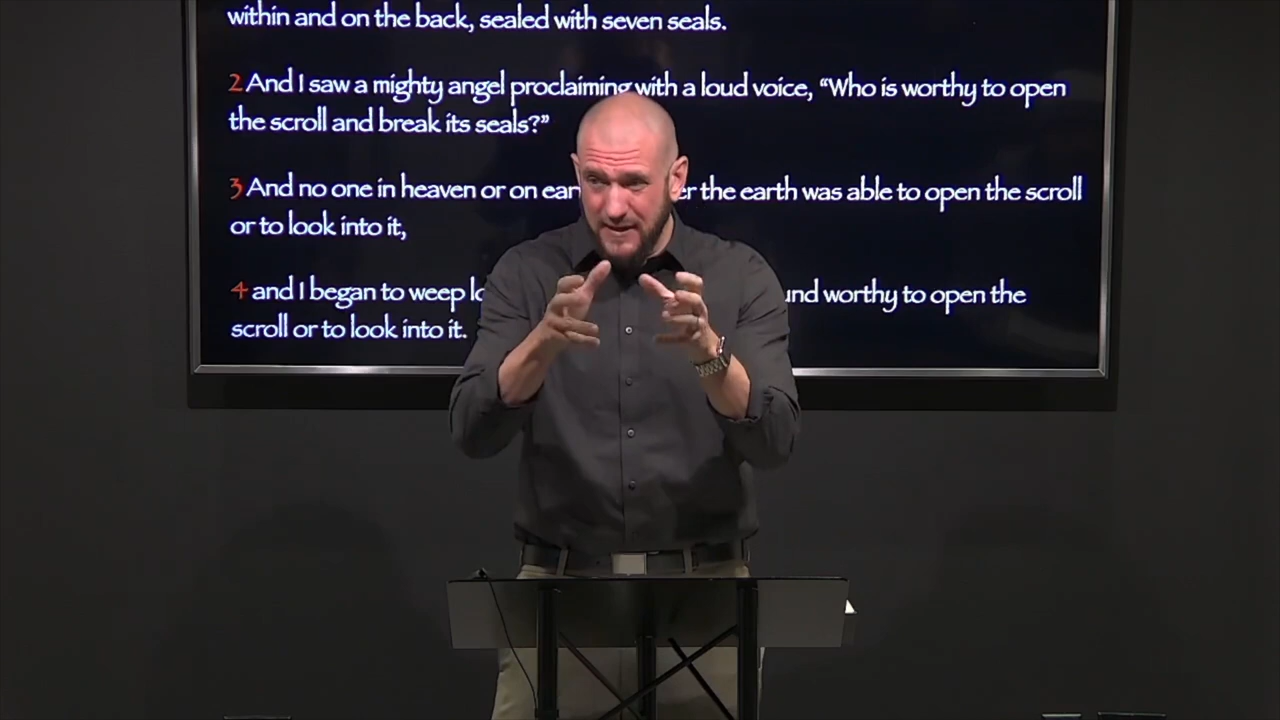 within and on the back, sealed with seven seals.
2 And I saw a mighty angel proclaiming with a loud voice, “Who is worthy to open
the scroll and break its seals?”
3 And no one in heaven or on ear er the earth was able to open the scroll
or to look into it,
4 and I began to weep lo und worthy to open the
scroll or to look into it.